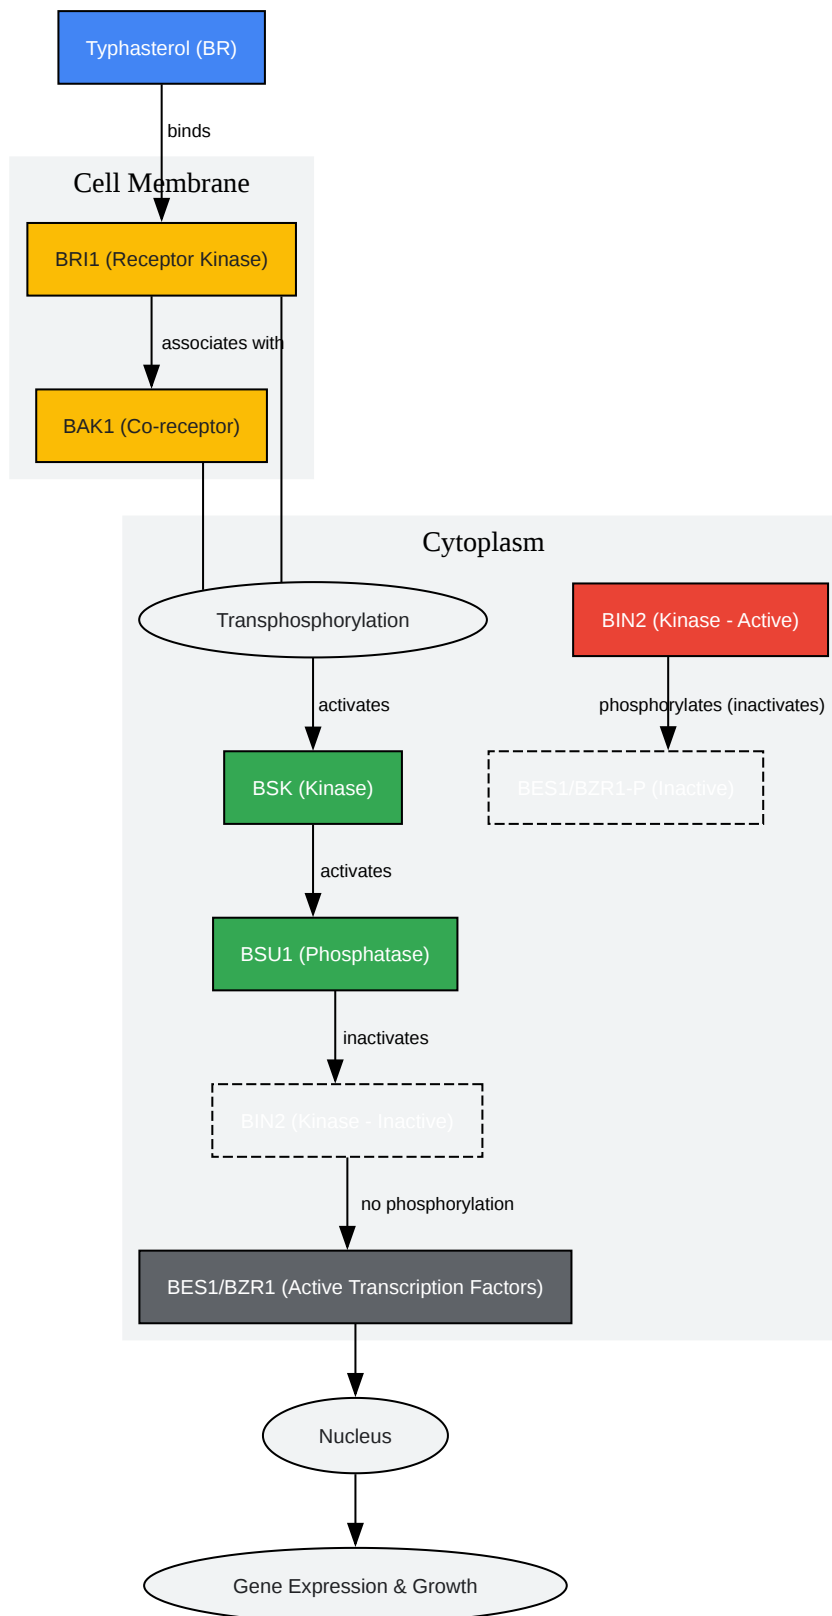 Typhasterol (BR)
binds
Cell Membrane
BRI1 (Receptor Kinase)
associates with
BAK1 (Co-receptor)
Cytoplasm
Transphosphorylation
BIN2 (Kinase - Active)
activates
phosphorylates (inactivates)
BSK (Kinase)
BES1/BZR1-P (Inactive)
activates
BSU1 (Phosphatase)
inactivates
BIN2 (Kinase - Inactive)
no phosphorylation
BES1/BZR1 (Active Transcription Factors)
Nucleus
Gene Expression & Growth